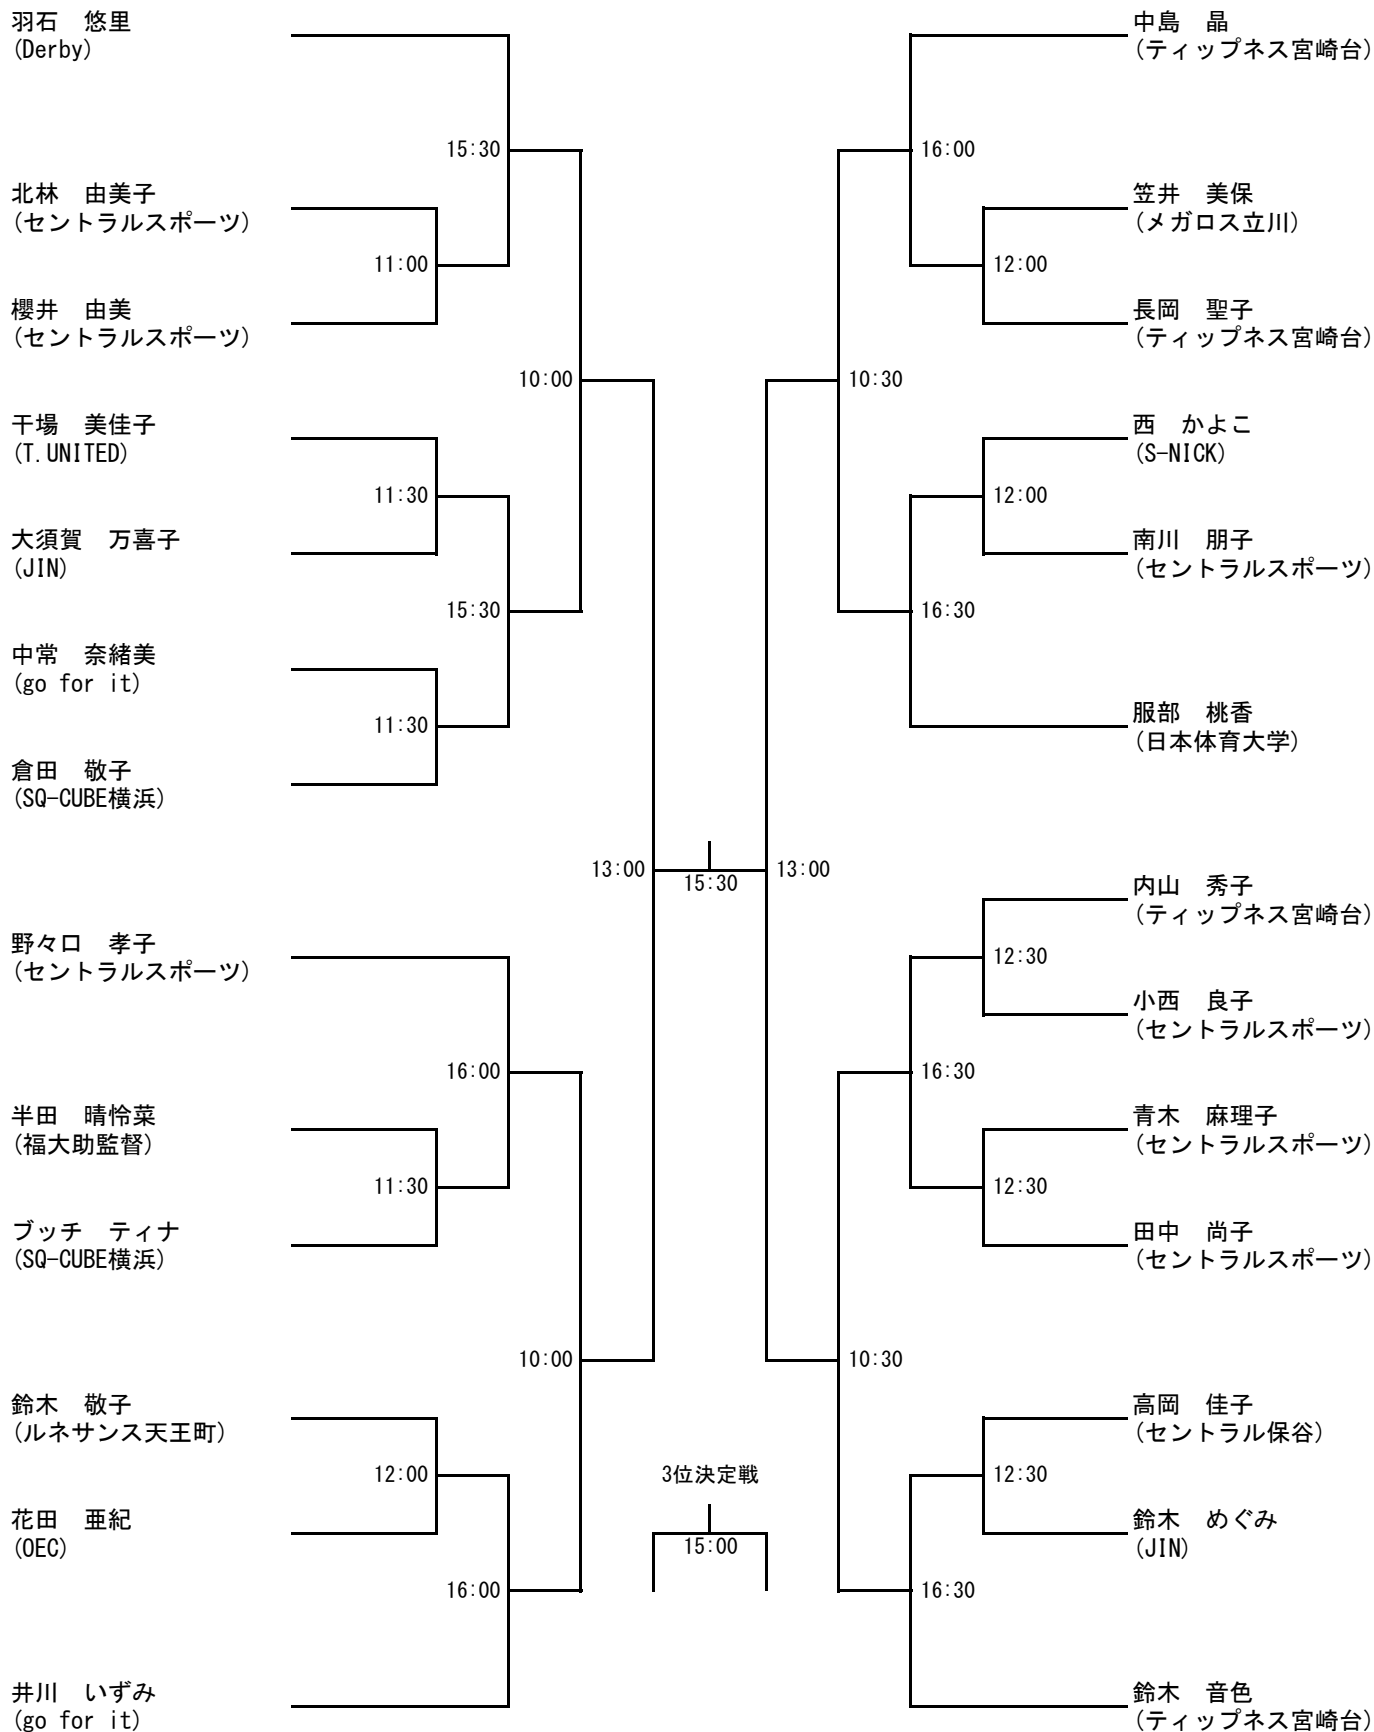 羽石　悠里
(Derby)
15:30
北林　由美子
(セントラルスポーツ)
11:00
櫻井　由美
(セントラルスポーツ)
10:00
干場　美佳子
(T.UNITED)
11:30
大須賀　万喜子
(JIN)
15:30
中常　奈緒美
(go for it)
11:30
倉田　敬子
(SQ-CUBE横浜)
13:00
野々口　孝子
(セントラルスポーツ)
16:00
半田　晴怜菜
(福大助監督)
11:30
ブッチ　ティナ
(SQ-CUBE横浜)
10:00
鈴木　敬子
(ルネサンス天王町)
12:00
花田　亜紀
(OEC)
16:00
井川　いずみ
(go for it)
15:30
3位決定戦
15:00
中島　晶
(ティップネス宮崎台)
16:00
笠井　美保
(メガロス立川)
12:00
長岡　聖子
(ティップネス宮崎台)
10:30
西　かよこ
(S-NICK)
12:00
南川　朋子
(セントラルスポーツ)
16:30
服部　桃香
(日本体育大学)
13:00
内山　秀子
(ティップネス宮崎台)
12:30
小西　良子
(セントラルスポーツ)
16:30
青木　麻理子
(セントラルスポーツ)
12:30
田中　尚子
(セントラルスポーツ)
10:30
高岡　佳子
(セントラル保谷)
12:30
鈴木　めぐみ
(JIN)
16:30
鈴木　音色
(ティップネス宮崎台)